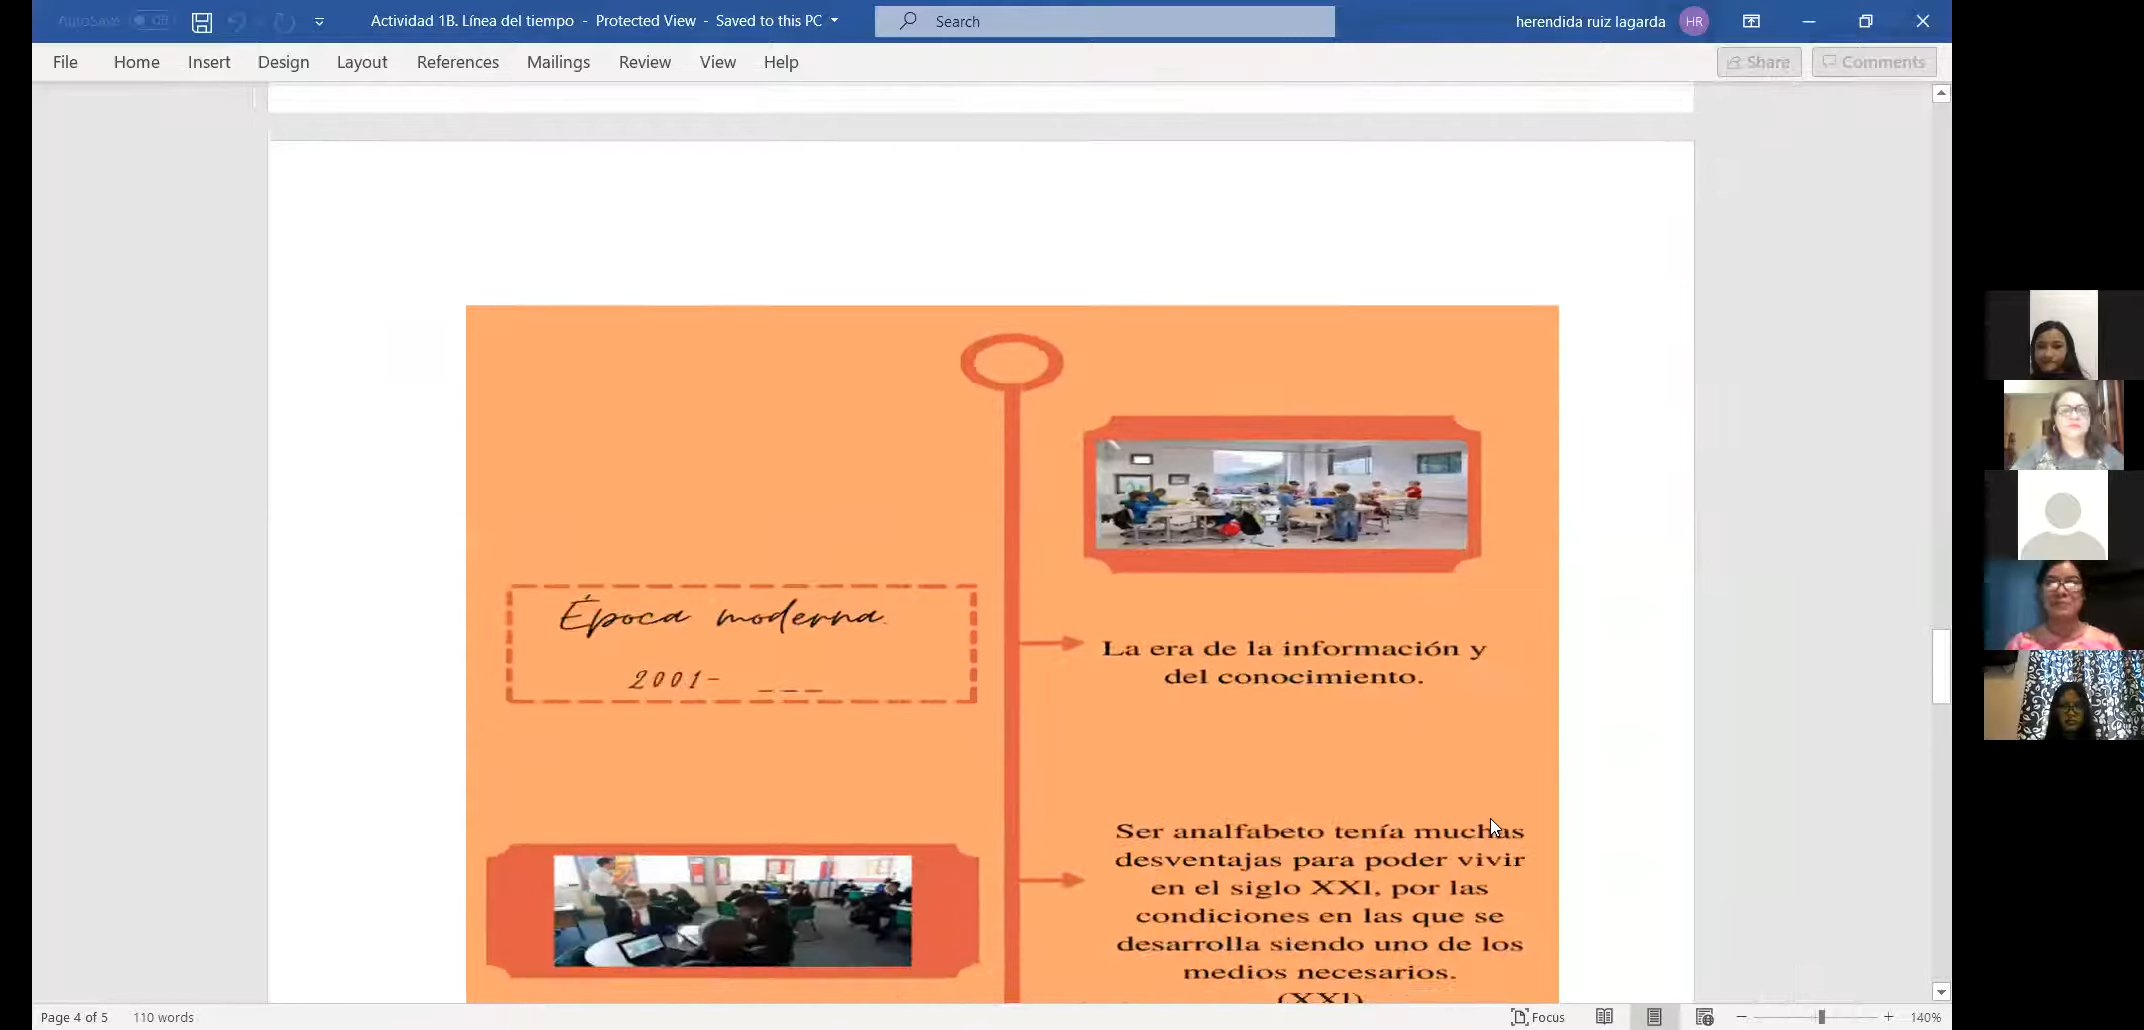 AutoSave Off
Actividad 1B. Línea del tiempo - Protected View - Saved to this PC
Search
herendida ruiz lagarda HR
File Home Insert Design Layout References Mailings Review View Help
Share Comments
La era de la información y
del conocimiento.
Época moderna.
2001- ___
Ser analfabeto tenía muchas
desventajas para poder vivir
en el siglo XXl, por las
condiciones en las que se
desarrolla siendo uno de los
medios necesarios.
(XXl)
Page 4 of 5 110 words
Focus
140%